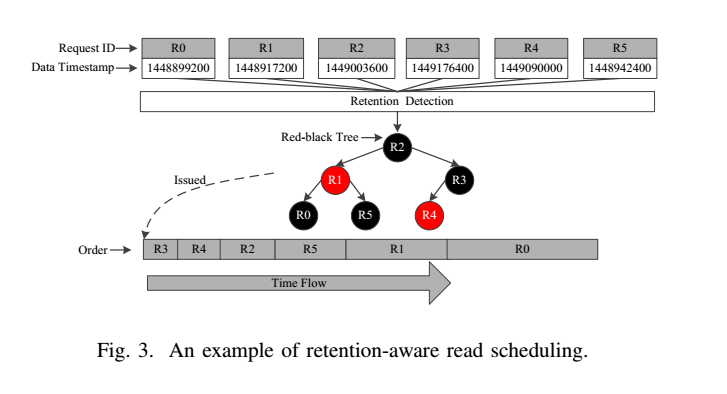 Request ID R0 R1 R2 R3 R4 R5
Data Timestamp 1448899200 1448917200 1449003600 1449176400 1449090000 1448942400
Retention Detection
Red-black Tree R2
Issued R1 R3
R0 R5 R4
Order R3 R4 R2 R5 R1 R0
Time Flow
Fig. 3. An example of retention-aware read scheduling.